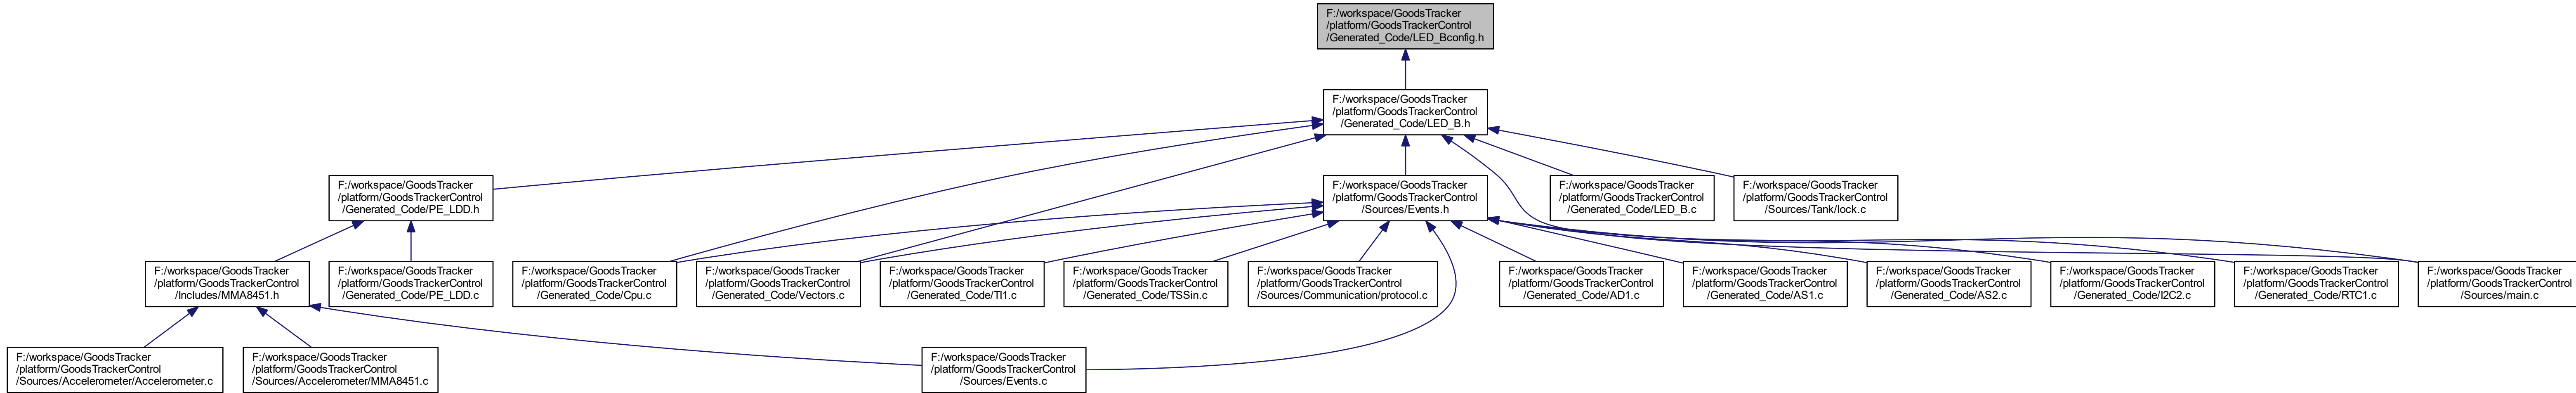 F:/workspace/GoodsTracker
/platform/GoodsTrackerControl
/Generated_Code/LED_Bconfig.h
F:/workspace/GoodsTracker
/platform/GoodsTrackerControl
/Generated_Code/LED_B.h
F:/workspace/GoodsTracker
/platform/GoodsTrackerControl
/Generated_Code/PE_LDD.h
F:/workspace/GoodsTracker
/platform/GoodsTrackerControl
/Sources/Events.h
F:/workspace/GoodsTracker
/platform/GoodsTrackerControl
/Generated_Code/LED_B.c
F:/workspace/GoodsTracker
/platform/GoodsTrackerControl
/Sources/Tank/lock.c
F:/workspace/GoodsTracker
/platform/GoodsTrackerControl
/Includes/MMA8451.h
F:/workspace/GoodsTracker
/platform/GoodsTrackerControl
/Generated_Code/PE_LDD.c
F:/workspace/GoodsTracker
/platform/GoodsTrackerControl
/Generated_Code/Cpu.c
F:/workspace/GoodsTracker
/platform/GoodsTrackerControl
/Generated_Code/Vectors.c
F:/workspace/GoodsTracker
/platform/GoodsTrackerControl
/Generated_Code/TI1.c
F:/workspace/GoodsTracker
/platform/GoodsTrackerControl
/Generated_Code/TSSin.c
F:/workspace/GoodsTracker
/platform/GoodsTrackerControl
/Sources/Communication/protocol.c
F:/workspace/GoodsTracker
/platform/GoodsTrackerControl
/Generated_Code/AD1.c
F:/workspace/GoodsTracker
/platform/GoodsTrackerControl
/Generated_Code/AS1.c
F:/workspace/GoodsTracker
/platform/GoodsTrackerControl
/Generated_Code/AS2.c
F:/workspace/GoodsTracker
/platform/GoodsTrackerControl
/Generated_Code/I2C2.c
F:/workspace/GoodsTracker
/platform/GoodsTrackerControl
/Generated_Code/RTC1.c
F:/workspace/GoodsTracker
/platform/GoodsTrackerControl
/Sources/main.c
F:/workspace/GoodsTracker
/platform/GoodsTrackerControl
/Sources/Accelerometer/Accelerometer.c
F:/workspace/GoodsTracker
/platform/GoodsTrackerControl
/Sources/Accelerometer/MMA8451.c
F:/workspace/GoodsTracker
/platform/GoodsTrackerControl
/Sources/Events.c